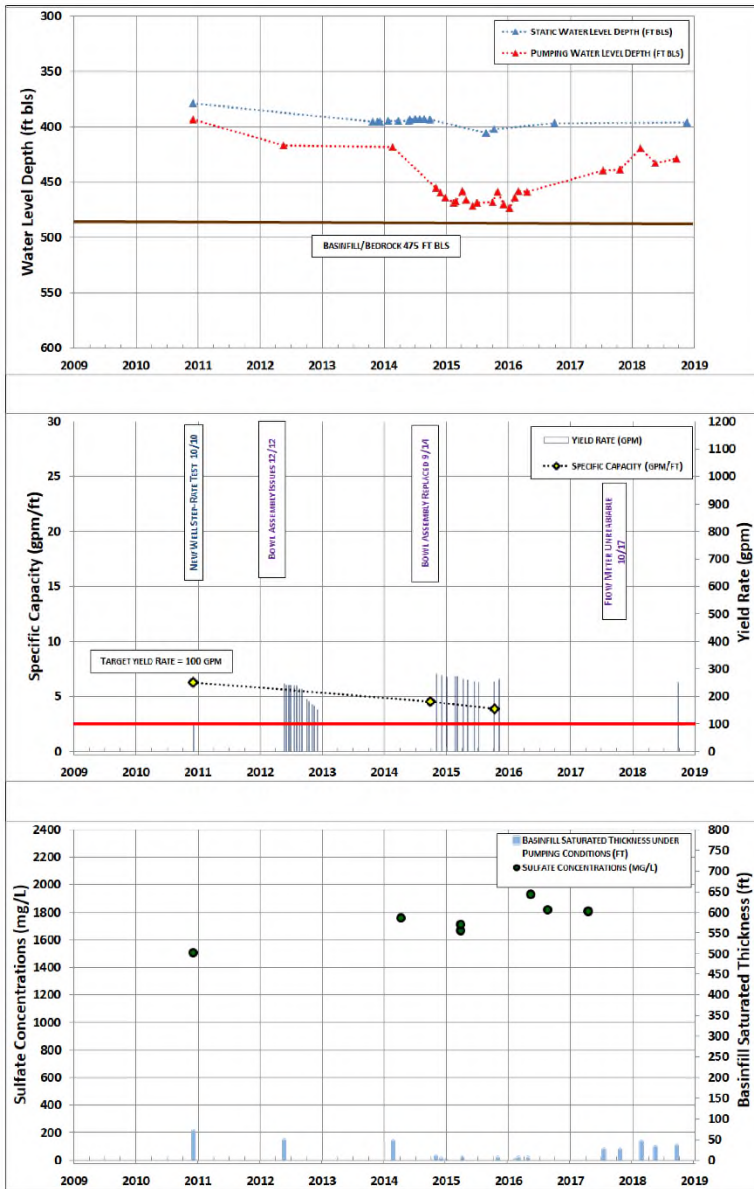 300
350
400
450
500
550
600
Water Level Depth (ft bls)
STATIC WATER LEVEL DEPTH (FT BLS)
PUMPING WATER LEVEL DEPTH (FT BLS)
BASINFILL/BEDROCK 475 FT BLS
2009 2010 2011 2012 2013 2014 2015 2016 2017 2018 2019
30
25
20
15
10
5
0
Specific Capacity (gpm/ft)
NEW WELL STEP-RATE TEST 10/10
BOWL ASSEMBLY ISSUES 12/12
BOWL ASSEMBLY REPLACED 9/14
FLOW METER UNREABIABLE
10/17
YIELD RATE (GPM)
SPECIFIC CAPACITY (GPM/FT)
TARGET YIELD RATE = 100 GPM
1200
1100
1000
900
800
700
600
500
400
300
200
100
0
Yield Rate (gpm)
2009 2010 2011 2012 2013 2014 2015 2016 2017 2018 2019
2400
2200
2000
1800
1600
1400
1200
1000
800
600
400
200
0
Sulfate Concentrations (mg/L)
BASINFILL SATURATED THICKNESS UNDER
PUMPING CONDITIONS (FT)
SULFATE CONCENTRATIONS (MG/L)
800
750
700
650
600
550
500
450
400
350
300
250
200
150
100
50
0
Basinfill Saturated Thickness (ft)
2009 2010 2011 2012 2013 2014 2015 2016 2017 2018 2019